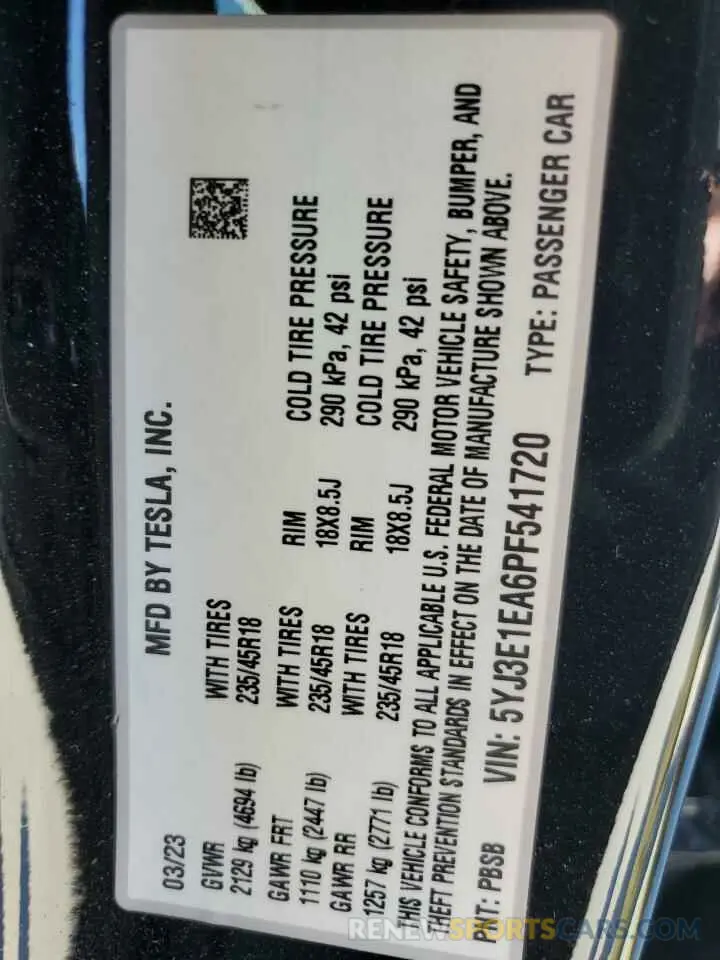 MFD BY TESLA, INC.
03/23
GVWR WITH TIRES
2129 kg (4694 lb) 235/45R18
GAWR FRT WITH TIRES RIM COLD TIRE PRESSURE
1110 kg (2447 lb) 235/45R18 18X8.5J 290 kPa, 42 psi
GAWR RR WITH TIRES RIM COLD TIRE PRESSURE
1257 kg (2771 lb) 235/45R18 18X8.5J 290 kPa, 42 psi
THIS VEHICLE CONFORMS TO ALL APPLICABLE U.S. FEDERAL MOTOR VEHICLE SAFETY, BUMPER, AND
THEFT PREVENTION STANDARDS IN EFFECT ON THE DATE OF MANUFACTURE SHOWN ABOVE.
PNT: PBSB VIN: 5YJ3E1EA6PF541720 TYPE: PASSENGER CAR
RENEWSPORTSCARS.COM